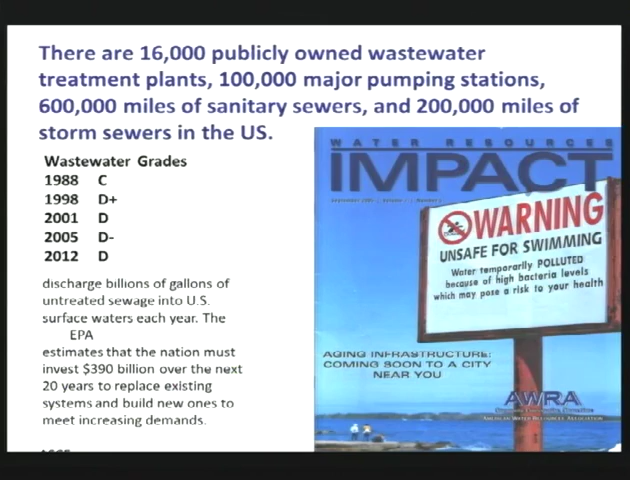 There are 16,000 publicly owned wastewater
treatment plants, 100,000 major pumping stations,
600,000 miles of sanitary sewers, and 200,000 miles of
storm sewers in the US.
Wastewater Grades
1988 C
1998 D+
2001 D
2005 D-
2012 D
discharge billions of gallons of
untreated sewage into U.S.
surface waters each year. The
EPA
estimates that the nation must
invest $390 billion over the next
20 years to replace existing
systems and build new ones to
meet increasing demands.
WATER RESOURCES
IMPACT
WARNING
UNSAFE FOR SWIMMING
Water temporarily POLLUTED
because of high bacteria levels
which may pose a risk to your health
AGING INFRASTRUCTURE:
COMING SOON TO A CITY
NEAR YOU
AWRA
AMERICAN WATER RESOURCES ASSOCIATION